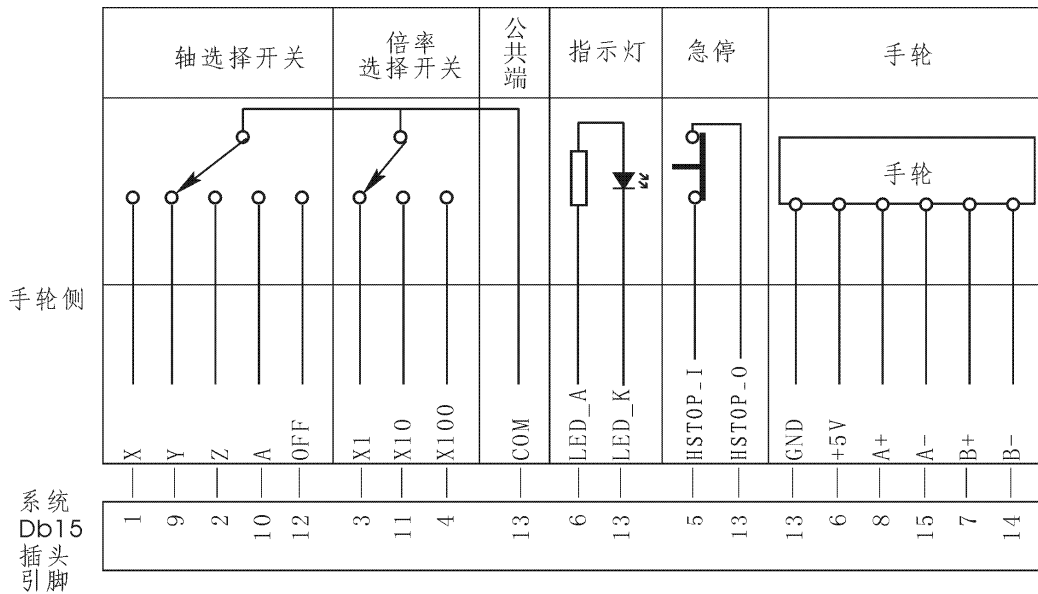 轴选择开关
倍率
选择开关
公共端
指示灯
急停
手轮
手轮
手轮侧
X
Y
Z
A
OFF
X1
X10
X100
COM
LED_A
LED_K
HSTOP-I
HSTOP_O
GND
+5V
A+
A-
B+
B-
系统
Db15
插头
引脚
1
9
2
10
12
3
11
4
13
6
13
5
13
13
6
8
15
7
14